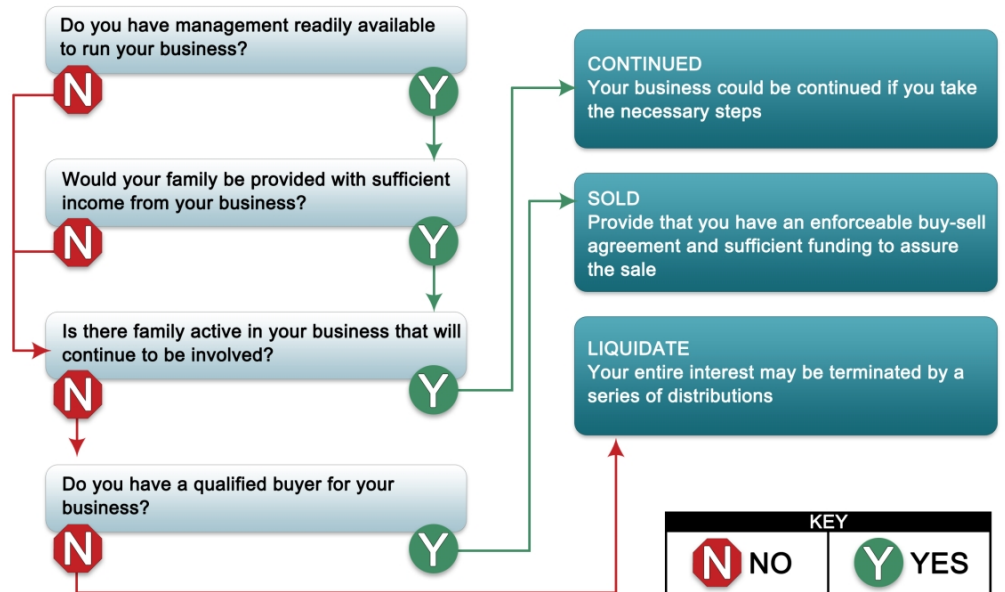 Do you have management readily available
to run your business?
N
Y
Would your family be provided with sufficient
income from your business?
N
Y
Is there family active in your business that will
continue to be involved?
N
Y
Do you have a qualified buyer for your
business?
N
Y
CONTINUED
Your business could be continued if you take
the necessary steps
SOLD
Provide that you have an enforceable buy-sell
agreement and sufficient funding to assure
the sale
LIQUIDATE
Your entire interest may be terminated by a
series of distributions
KEY
N NO
Y YES